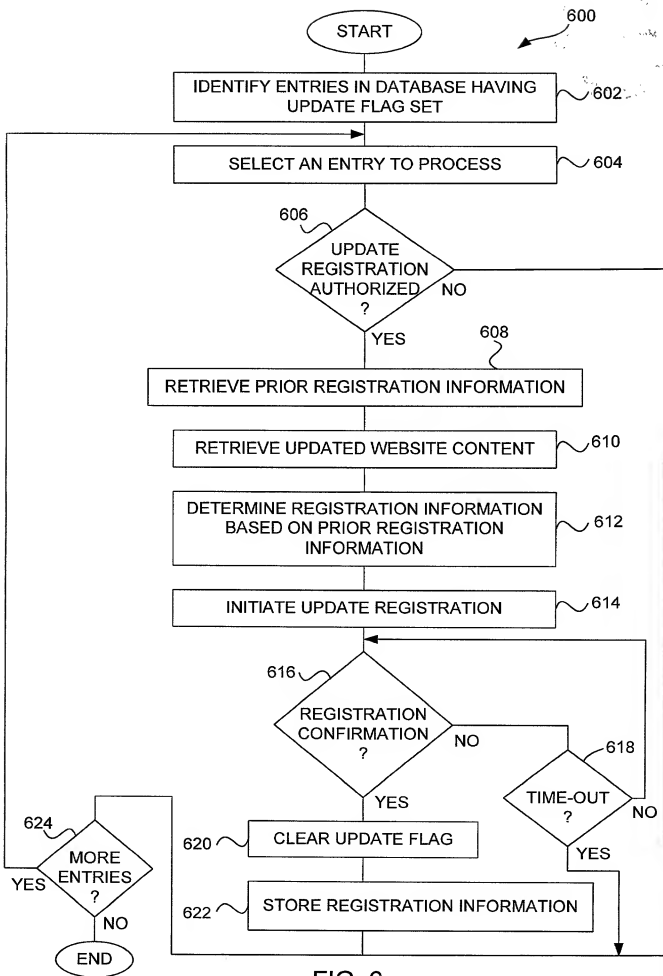 START
600
IDENTIFY ENTRIES IN DATABASE HAVING
UPDATE FLAG SET
602
SELECT AN ENTRY TO PROCESS
604
606
UPDATE
REGISTRATION
AUTHORIZED
?
NO
YES
608
RETRIEVE PRIOR REGISTRATION INFORMATION
RETRIEVE UPDATED WEBSITE CONTENT
610
DETERMINE REGISTRATION INFORMATION
BASED ON PRIOR REGISTRATION
INFORMATION
612
INITIATE UPDATE REGISTRATION
614
616
REGISTRATION
CONFIRMATION
?
NO
YES
618
TIME-OUT
?
NO
YES
620
CLEAR UPDATE FLAG
622
STORE REGISTRATION INFORMATION
624
MORE
ENTRIES
?
YES
NO
END